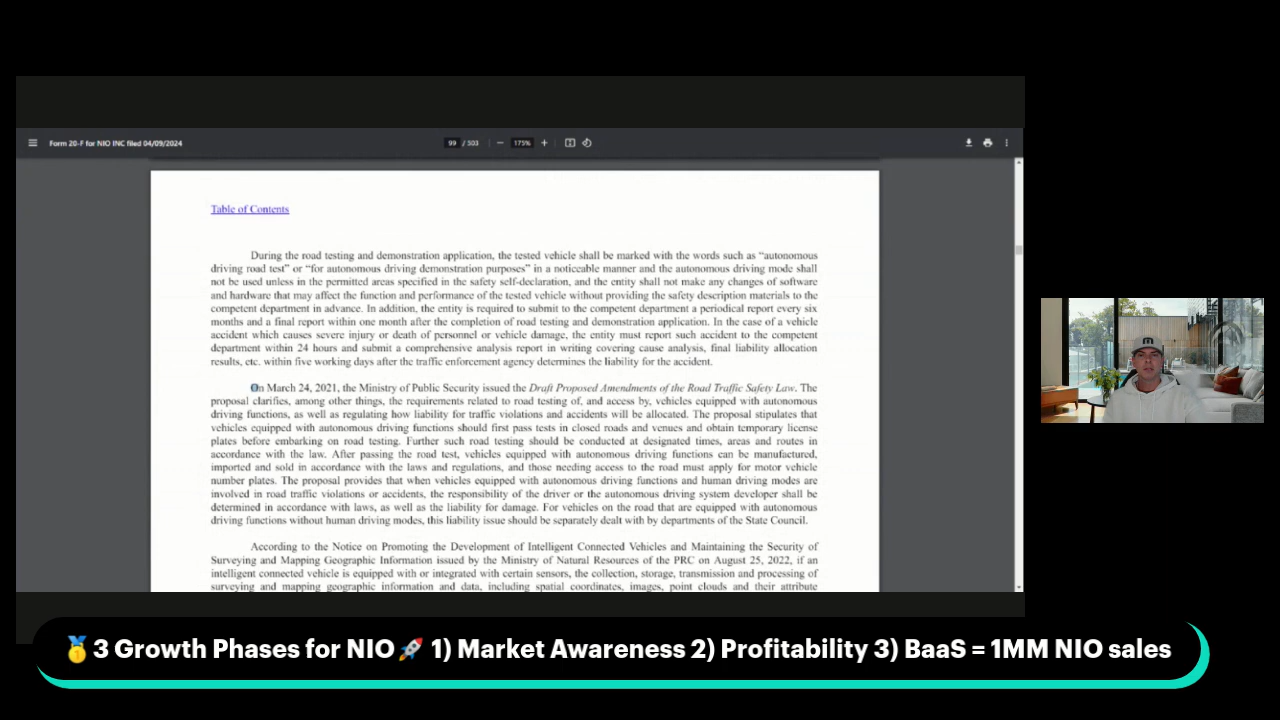 Form 20-F for NIO INC filed 04/09/2024
99 / 503
175%
Table of Contents
During the road testing and demonstration application, the tested vehicle shall be marked with the words such as “autonomous
driving road test” or “for autonomous driving demonstration purposes” in a noticeable manner and the autonomous driving mode shall
not be used unless in the permitted areas specified in the safety self-declaration, and the entity shall not make any changes of software
and hardware that may affect the function and performance of the tested vehicle without providing the safety description materials to the
competent department in advance. In addition, the entity is required to submit to the competent department a periodical report every six
months and a final report within one month after the completion of road testing and demonstration application. In the case of a vehicle
accident which causes severe injury or death of personnel or vehicle damage, the entity must report such accident to the competent
department within 24 hours and submit a comprehensive analysis report in writing covering cause analysis, final liability allocation
results, etc. within five working days after the traffic enforcement agency determines the liability for the accident.
On March 24, 2021, the Ministry of Public Security issued the Draft Proposed Amendments of the Road Traffic Safety Law. The
proposal clarifies, among other things, the requirements related to road testing of, and access by, vehicles equipped with autonomous
driving functions, as well as regulating how liability for traffic violations and accidents will be allocated. The proposal stipulates that
vehicles equipped with autonomous driving functions should first pass tests in closed roads and venues and obtain temporary license
plates before embarking on road testing. Further such road testing should be conducted at designated times, areas and routes in
accordance with the law. After passing the road test, vehicles equipped with autonomous driving functions can be manufactured,
imported and sold in accordance with the laws and regulations, and those needing access to the road must apply for motor vehicle
number plates. The proposal provides that when vehicles equipped with autonomous driving functions and human driving modes are
involved in road traffic violations or accidents, the responsibility of the driver or the autonomous driving system developer shall be
determined in accordance with laws, as well as the liability for damage. For vehicles on the road that are equipped with autonomous
driving functions without human driving modes, this liability issue should be separately dealt with by departments of the State Council.
According to the Notice on Promoting the Development of Intelligent Connected Vehicles and Maintaining the Security of
Surveying and Mapping Geographic Information issued by the Ministry of Natural Resources of the PRC on August 25, 2022, if an
intelligent connected vehicle is equipped with or integrated with certain sensors, the collection, storage, transmission and processing of
surveying and mapping geographic information and data, including spatial coordinates, images, point clouds and their attribute
🥇3 Growth Phases for NIO🚀 1) Market Awareness 2) Profitability 3) BaaS = 1MM NIO sales